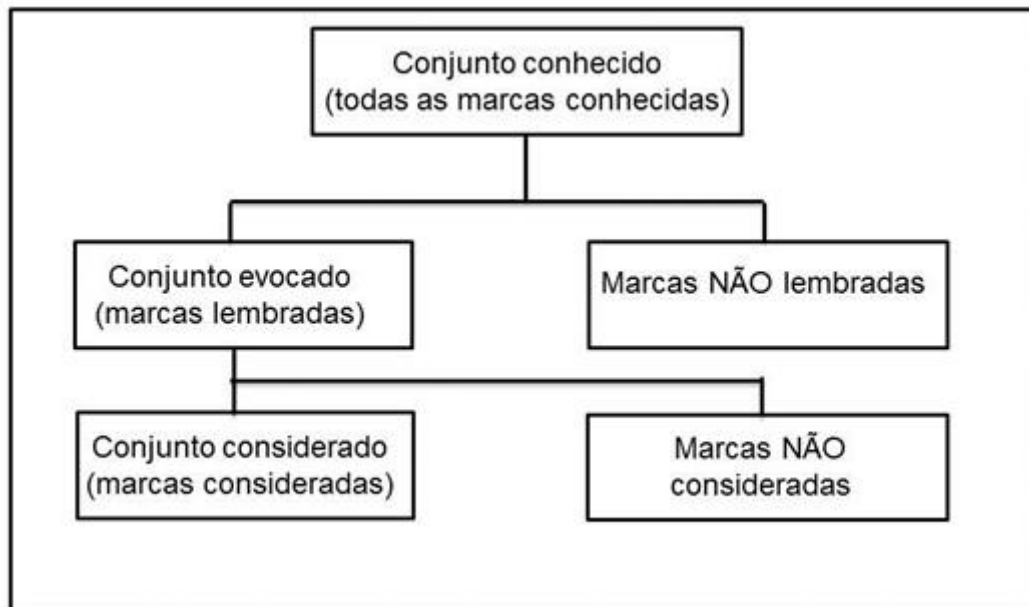 Conjunto conhecido
(todas as marcas conhecidas)
Conjunto evocado
(marcas lembradas)
Marcas NÃO lembradas
Conjunto considerado
(marcas consideradas)
Marcas NÃO
consideradas